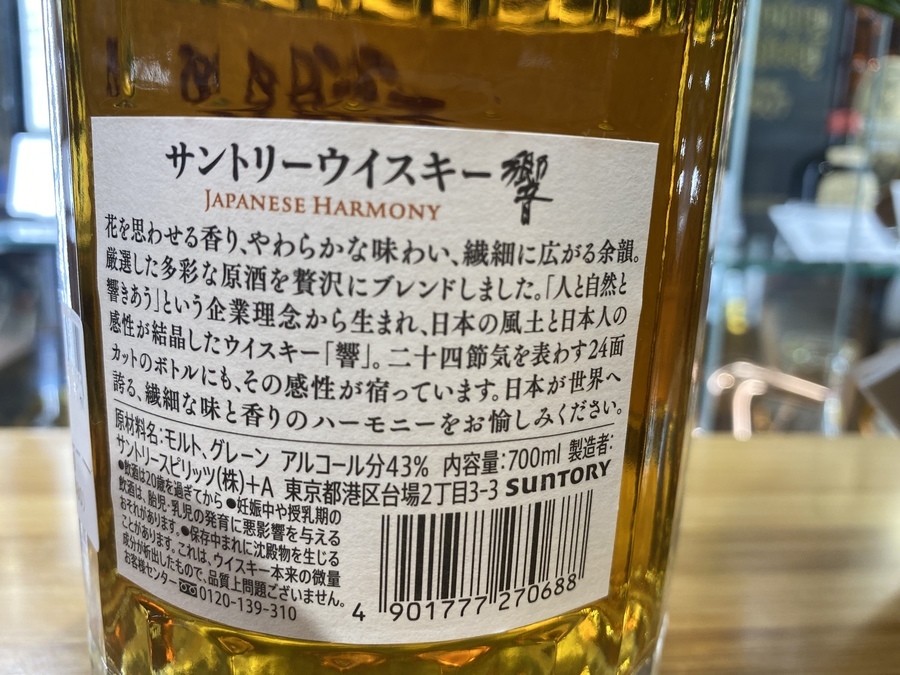 サントリーウイスキー響
JAPANESE HARMONY
花を思わせる香り、やわらかな味わい、繊細に広がる余韻。
厳選した多彩な原酒を贅沢にブレンドしました。「人と自然と
響きあう」という企業理念から生まれ、日本の風土と日本人の
感性が結晶したウイスキー「響」。二十四節気を表わす24面
カットのボトルにも、その感性が宿っています。日本が世界へ
誇る、繊細な味と香りのハーモニーをお愉しみください。
原材料名:モルト、グレーン アルコール分43% 内容量:700ml 製造者:
サントリースピリッツ(株)+A 東京都港区台場2丁目3-3 SUNTORY
●飲酒は20歳を過ぎてから ●妊娠中や授乳期の
飲酒は、胎児・乳児の発育に悪影響を与える
おそれがあります。●保存中まれに沈殿物を生じる
ことがあります。これは、ウイスキー本来の微量
成分が析出したもので、品質上問題ございません。
お客様センター 0120-139-310
4 901777 270688